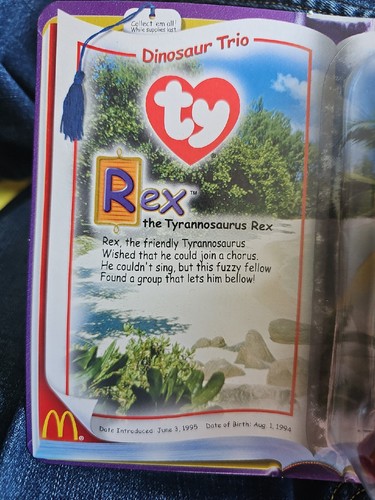 Collect 'em all!
While supplies last.
Dinosaur Trio
ty
Rex™
the Tyrannosaurus Rex
Rex, the friendly Tyrannosaurus
Wished that he could join a chorus.
He couldn't sing, but this fuzzy fellow
Found a group that lets him bellow!
M®
Date Introduced: June 3, 1995 Date of Birth: Aug. 1, 1994